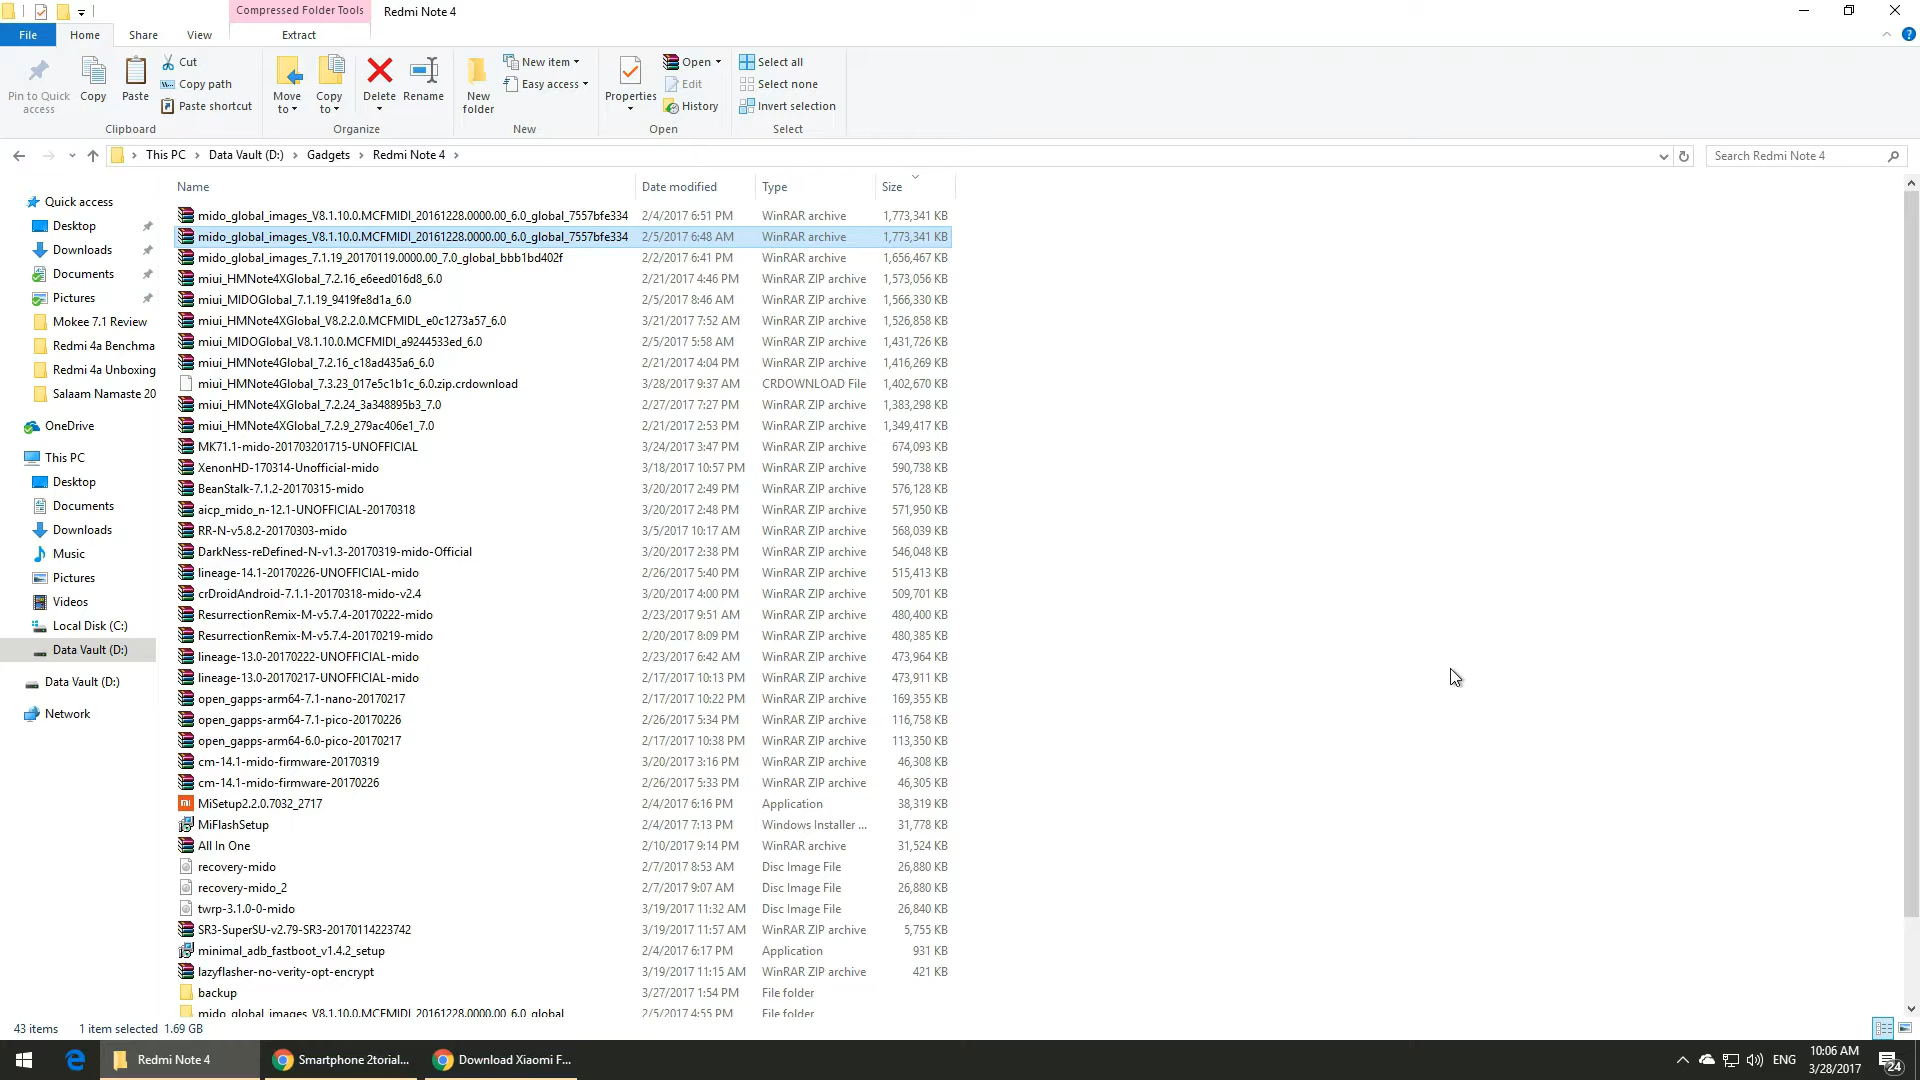 Compressed Folder Tools
Redmi Note 4
File
Home
Share
View
Extract
Pin to Quick access
Copy
Paste
Cut
Copy path
Paste shortcut
Clipboard
Move to
Copy to
Delete
Rename
Organize
New folder
New item
Easy access
New
Properties
Open
Edit
History
Open
Select all
Select none
Invert selection
Select
This PC
Data Vault (D:)
Gadgets
Redmi Note 4
Search Redmi Note 4
Quick access
Desktop
Downloads
Documents
Pictures
Mokee 7.1 Review
Redmi 4a Benchma
Redmi 4a Unboxing
Salaam Namaste 20
OneDrive
This PC
Desktop
Documents
Downloads
Music
Pictures
Videos
Local Disk (C:)
Data Vault (D:)
Data Vault (D:)
Network
Name Date modified Type Size
mido_global_images_V8.1.10.0.MCFMIDI_20161228.0000.00_6.0_global_7557bfe334 2/4/2017 6:51 PM WinRAR archive 1,773,341 KB
mido_global_images_V8.1.10.0.MCFMIDI_20161228.0000.00_6.0_global_7557bfe334 2/5/2017 6:48 AM WinRAR archive 1,773,341 KB
mido_global_images_7.1.19_20170119.0000.00_7.0_global_bbb1bd402f 2/2/2017 6:41 PM WinRAR archive 1,656,467 KB
miui_HMNote4XGlobal_7.2.16_e6eed016d8_6.0 2/21/2017 4:46 PM WinRAR ZIP archive 1,573,056 KB
miui_MIDOGlobal_7.1.19_9419fe8d1a_6.0 2/5/2017 8:46 AM WinRAR ZIP archive 1,566,330 KB
miui_HMNote4XGlobal_V8.2.2.0.MCFMIDL_e0c1273a57_6.0 3/21/2017 7:52 AM WinRAR ZIP archive 1,526,858 KB
miui_MIDOGlobal_V8.1.10.0.MCFMIDI_a9244533ed_6.0 2/5/2017 5:58 AM WinRAR ZIP archive 1,431,726 KB
miui_HMNote4Global_7.2.16_c18ad435a6_6.0 2/21/2017 4:04 PM WinRAR ZIP archive 1,416,269 KB
miui_HMNote4Global_7.3.23_017e5c1b1c_6.0.zip.crdownload 3/28/2017 9:37 AM CRDOWNLOAD File 1,402,670 KB
miui_HMNote4XGlobal_7.2.24_3a348895b3_7.0 2/27/2017 7:27 PM WinRAR ZIP archive 1,383,298 KB
miui_HMNote4XGlobal_7.2.9_279ac406e1_7.0 2/21/2017 2:53 PM WinRAR ZIP archive 1,349,417 KB
MK71.1-mido-201703201715-UNOFFICIAL 3/24/2017 3:47 PM WinRAR ZIP archive 674,093 KB
XenonHD-170314-Unofficial-mido 3/18/2017 10:57 PM WinRAR ZIP archive 590,738 KB
BeanStalk-7.1.2-20170315-mido 3/20/2017 2:49 PM WinRAR ZIP archive 576,128 KB
aicp_mido_n-12.1-UNOFFICIAL-20170318 3/20/2017 2:48 PM WinRAR ZIP archive 571,950 KB
RR-N-v5.8.2-20170303-mido 3/5/2017 10:17 AM WinRAR ZIP archive 568,039 KB
DarkNess-reDefined-N-v1.3-20170319-mido-Official 3/20/2017 2:38 PM WinRAR ZIP archive 546,048 KB
lineage-14.1-20170226-UNOFFICIAL-mido 2/26/2017 5:40 PM WinRAR ZIP archive 515,413 KB
crDroidAndroid-7.1.1-20170318-mido-v2.4 3/20/2017 4:00 PM WinRAR ZIP archive 509,701 KB
ResurrectionRemix-M-v5.7.4-20170222-mido 2/23/2017 9:51 AM WinRAR ZIP archive 480,400 KB
ResurrectionRemix-M-v5.7.4-20170219-mido 2/20/2017 8:09 PM WinRAR ZIP archive 480,385 KB
lineage-13.0-20170222-UNOFFICIAL-mido 2/23/2017 6:42 AM WinRAR ZIP archive 473,964 KB
lineage-13.0-20170217-UNOFFICIAL-mido 2/17/2017 10:13 PM WinRAR ZIP archive 473,911 KB
open_gapps-arm64-7.1-nano-20170217 2/17/2017 10:22 PM WinRAR ZIP archive 169,355 KB
open_gapps-arm64-7.1-pico-20170226 2/26/2017 5:34 PM WinRAR ZIP archive 116,758 KB
open_gapps-arm64-6.0-pico-20170217 2/17/2017 10:38 PM WinRAR ZIP archive 113,350 KB
cm-14.1-mido-firmware-20170319 3/20/2017 3:16 PM WinRAR ZIP archive 46,308 KB
cm-14.1-mido-firmware-20170226 2/26/2017 5:33 PM WinRAR ZIP archive 46,305 KB
MiSetup2.2.0.7032_2717 2/4/2017 6:16 PM Application 38,319 KB
MiFlashSetup 2/4/2017 7:13 PM Windows Installer ... 31,778 KB
All In One 2/10/2017 9:14 PM WinRAR archive 31,524 KB
recovery-mido 2/7/2017 8:53 AM Disc Image File 26,880 KB
recovery-mido_2 2/7/2017 9:07 AM Disc Image File 26,880 KB
twrp-3.1.0-0-mido 3/19/2017 11:32 AM Disc Image File 26,840 KB
SR3-SuperSU-v2.79-SR3-20170114223742 3/19/2017 11:57 AM WinRAR ZIP archive 5,755 KB
minimal_adb_fastboot_v1.4.2_setup 2/4/2017 6:17 PM Application 931 KB
lazyflasher-no-verity-opt-encrypt 3/19/2017 11:15 AM WinRAR ZIP archive 421 KB
backup 3/27/2017 1:54 PM File folder
mido_global_images_V8.1.10.0.MCFMIDI_20161228.0000.00_6.0_global 2/5/2017 4:55 PM File folder
43 items 1 item selected 1.69 GB
Redmi Note 4
Smartphone 2torial...
Download Xiaomi F...
ENG
10:06 AM
3/28/2017
24